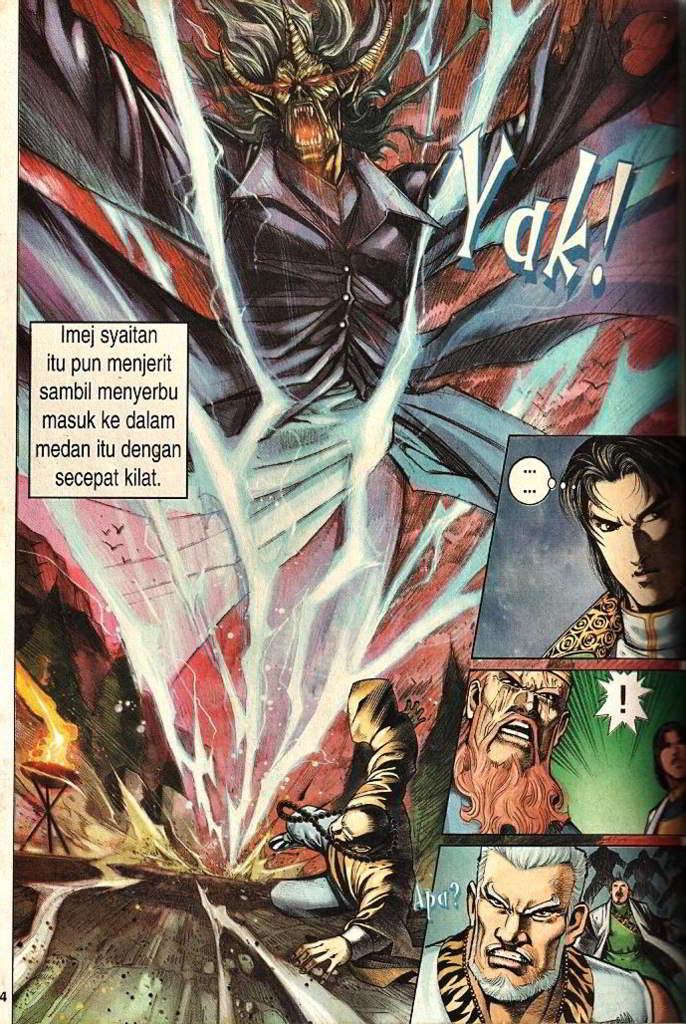 Yak!
Imej syaitan
itu pun menjerit
sambil menyerbu
masuk ke dalam
medan itu dengan
secepat kilat.
...
...
!
Apa?
4